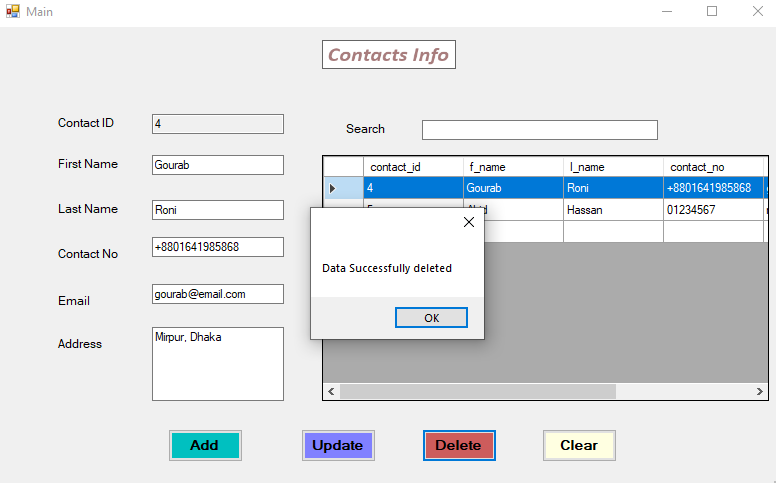 Main
Contacts Info
Contact ID 4
Search
First Name Gourab
contact_id f_name l_name contact_no
4 Gourab Roni +8801641985868
Last Name Roni
Hassan 01234567
Contact No +8801641985868
Data Successfully deleted
OK
Email gourab@email.com
Address Mirpur, Dhaka
Add Update Delete Clear